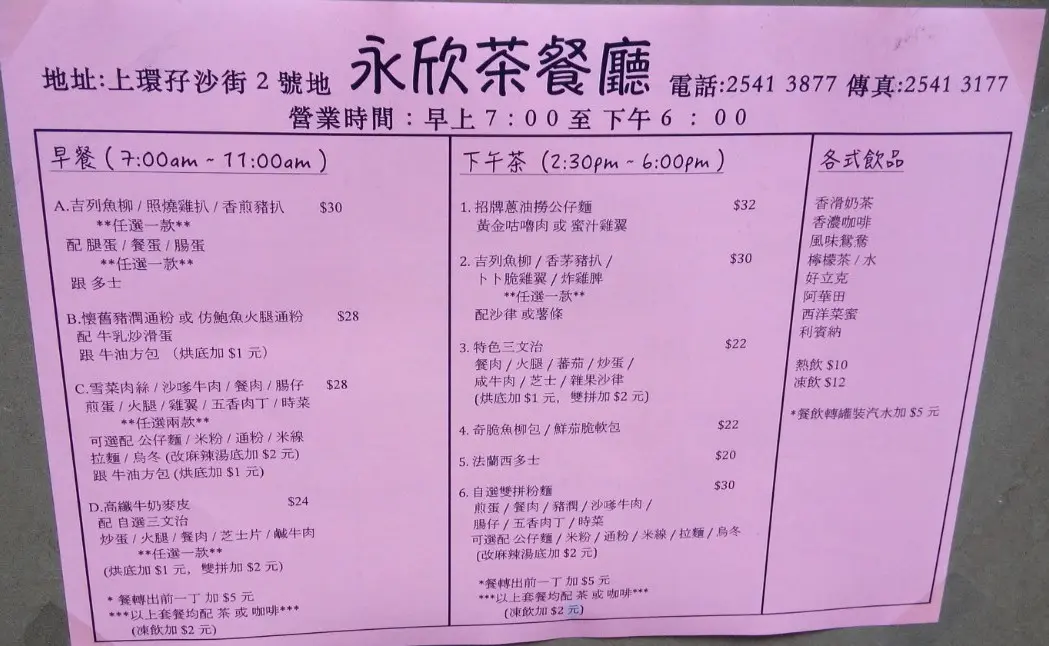 永欣茶餐廳
地址:上環孖沙街 2 號地
電話:2541 3877 傳真:2541 3177
營業時間：早上 7：00 至 下午 6：00
早餐 ( 7:00am ~ 11:00am )
A.吉列魚柳 / 照燒雞扒 / 香煎豬扒 $30
**任選一款**
配 腿蛋 / 餐蛋 / 腸蛋
**任選一款**
跟 多士
B.懷舊豬潤通粉 或 仿鮑魚火腿通粉 $28
配 牛乳炒滑蛋
跟 牛油方包 （烘底加 $1 元）
C.雪菜肉絲 / 沙嗲牛肉 / 餐肉 / 腸仔 $28
煎蛋 / 火腿 / 雞翼 / 五香肉丁 / 時菜
**任選兩款**
可選配 公仔麵 / 米粉 / 通粉 / 米線
拉麵 / 烏冬 (改麻辣湯底加 $2 元)
跟 牛油方包 (烘底加 $1 元)
D.高纖牛奶麥皮 $24
配 自選三文治
炒蛋 / 火腿 / 餐肉 / 芝士片 / 鹹牛肉
**任選一款**
(烘底加 $1 元，雙拼加 $2 元)
* 餐轉出前一丁 加 $5 元
***以上套餐均配 茶 或 咖啡***
(凍飲加 $2 元)
下午茶 (2:30pm ~ 6:00pm )
1. 招牌蔥油撈公仔麵 $32
黃金咕嚕肉 或 蜜汁雞翼
2. 吉列魚柳 / 香茅豬扒 / $30
卜卜脆雞翼 / 炸雞脾
**任選一款**
配沙律 或薯條
3. 特色三文治 $22
餐肉 / 火腿 / 蕃茄 / 炒蛋 /
咸牛肉 / 芝士 / 雜果沙律
(烘底加 $1 元，雙拼加 $2 元)
4. 奇脆魚柳包 / 鮮茄脆軟包 $22
5. 法蘭西多士 $20
6. 自選雙拼粉麵 $30
煎蛋 / 餐肉 / 豬潤 / 沙嗲牛肉 /
腸仔 / 五香肉丁 / 時菜
可選配 公仔麵 / 米粉 / 通粉 / 米線 / 拉麵 / 烏冬
(改麻辣湯底加 $2 元)
*餐轉出前一丁 加 $5 元
***以上套餐均配 茶 或 咖啡***
(凍飲加 $2 元)
各式飲品
香滑奶茶
香濃咖啡
風味鴛鴦
檸檬茶 / 水
好立克
阿華田
西洋菜蜜
利賓納
熱飲 $10
凍飲 $12
*餐飲轉罐裝汽水加 $5 元